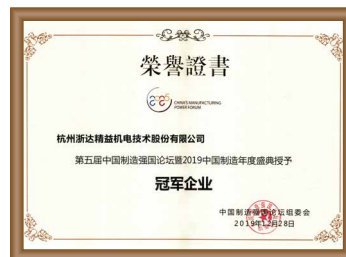 榮譽證書
CHINA'S MANUFACTURING
POWER FORUM
杭州浙达精益机电技术股份有限公司
第五届中国制造强国论坛暨2019中国制造年度盛典授予
冠军企业
中国制造强国论坛组委会
2019年12月28日